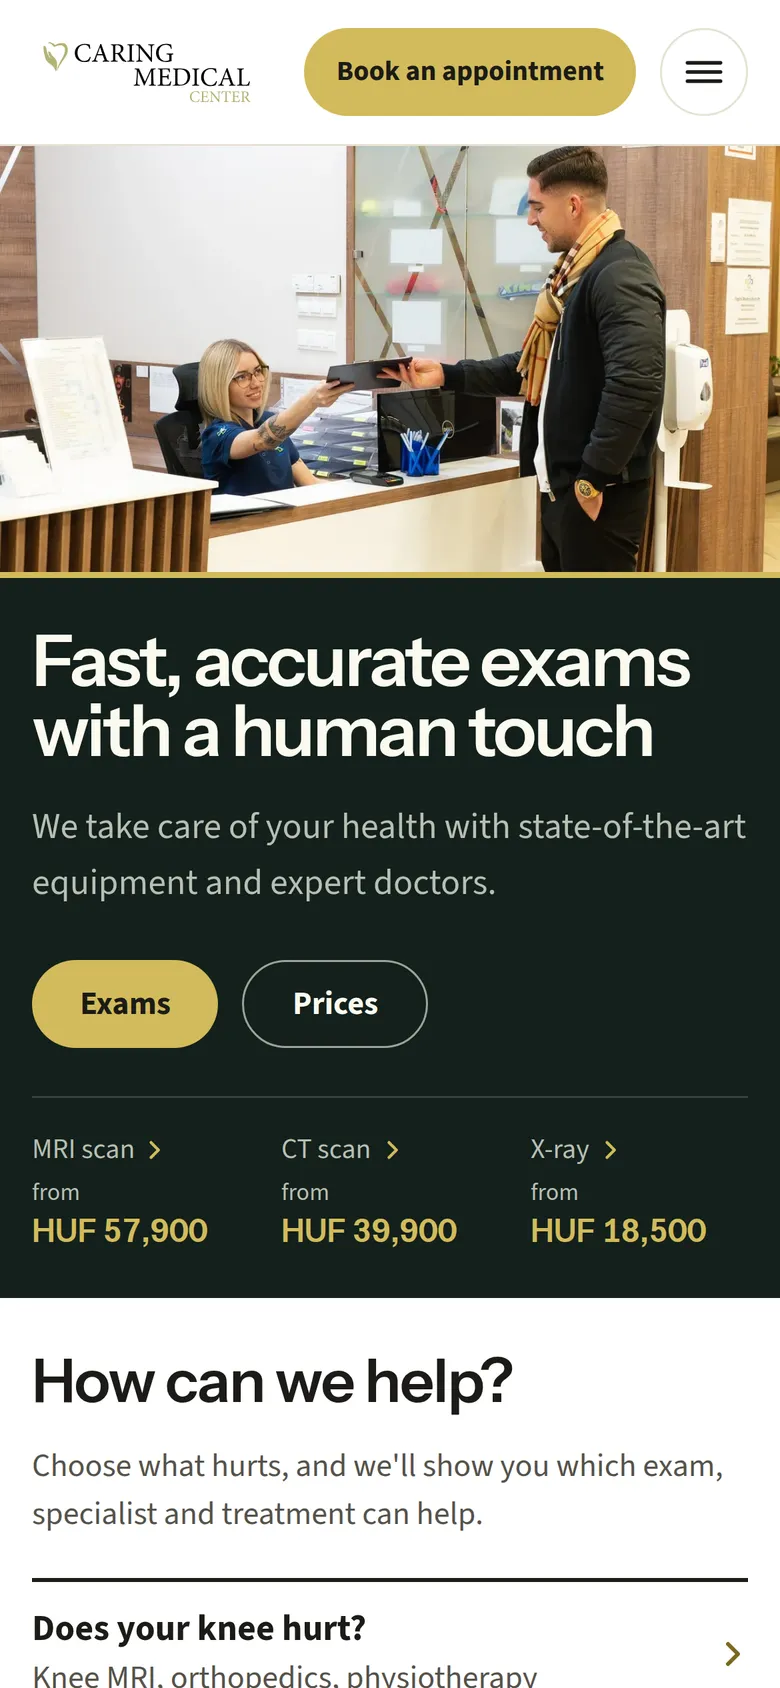 CARING
MEDICAL
CENTER
Book an appointment
Fast, accurate exams
with a human touch
We take care of your health with state-of-the-art
equipment and expert doctors.
Exams
Prices
MRI scan
from
HUF 57,900
CT scan
from
HUF 39,900
X-ray
from
HUF 18,500
How can we help?
Choose what hurts, and we'll show you which exam,
specialist and treatment can help.
Does your knee hurt?
Knee MRI, orthopedics, physiotherapy